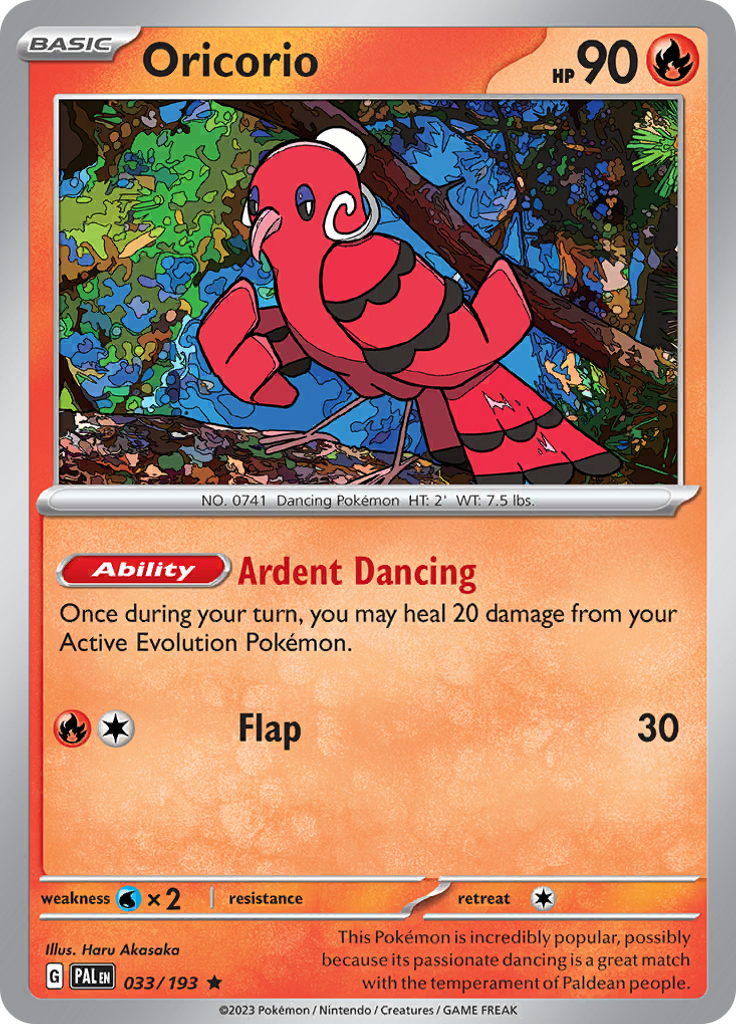 BASIC
Oricorio
HP 90
NO. 0741 Dancing Pokémon HT: 2' WT: 7.5 lbs.
Ability Ardent Dancing
Once during your turn, you may heal 20 damage from your
Active Evolution Pokémon.
Flap 30
weakness ×2 resistance retreat
Illus. Haru Akasaka
G PAL EN 033/193
This Pokémon is incredibly popular, possibly
because its passionate dancing is a great match
with the temperament of Paldean people.
©2023 Pokémon / Nintendo / Creatures / GAME FREAK